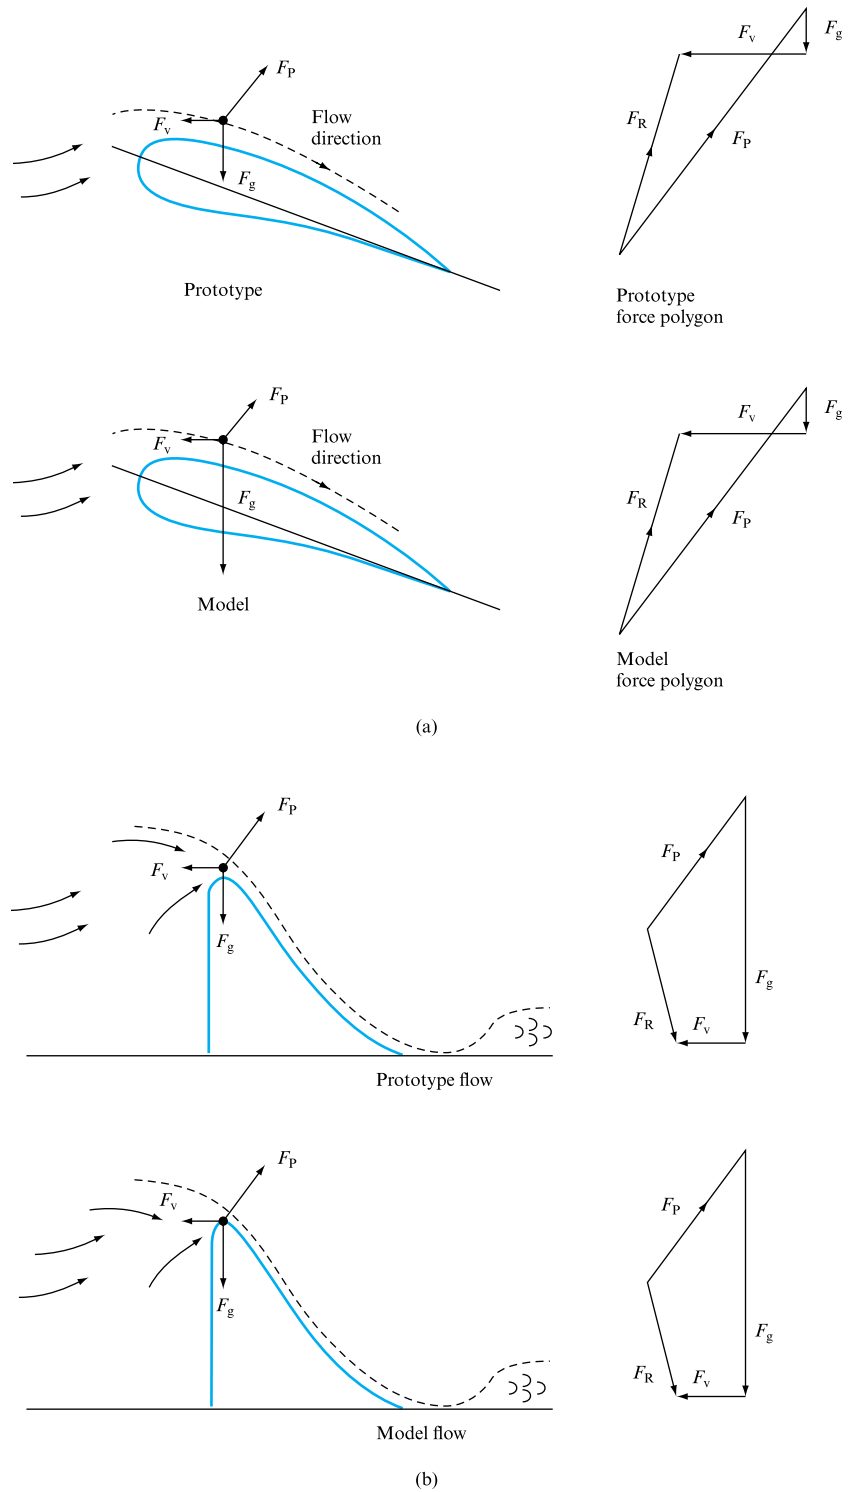 F_P
F_v
F_g
Flow
direction
Prototype
F_v
F_g
F_R
F_P
Prototype
force polygon
F_P
F_v
F_g
Flow
direction
Model
F_v
F_g
F_R
F_P
Model
force polygon
(a)
F_P
F_v
F_g
Prototype flow
F_P
F_g
F_R
F_v
F_P
F_v
F_g
Model flow
F_P
F_g
F_R
F_v
(b)